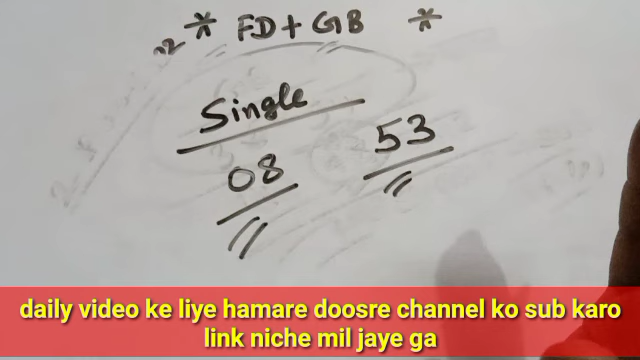 * FD + GB *
Single
08 53
daily video ke liye hamare doosre channel ko sub karo
link niche mil jaye ga